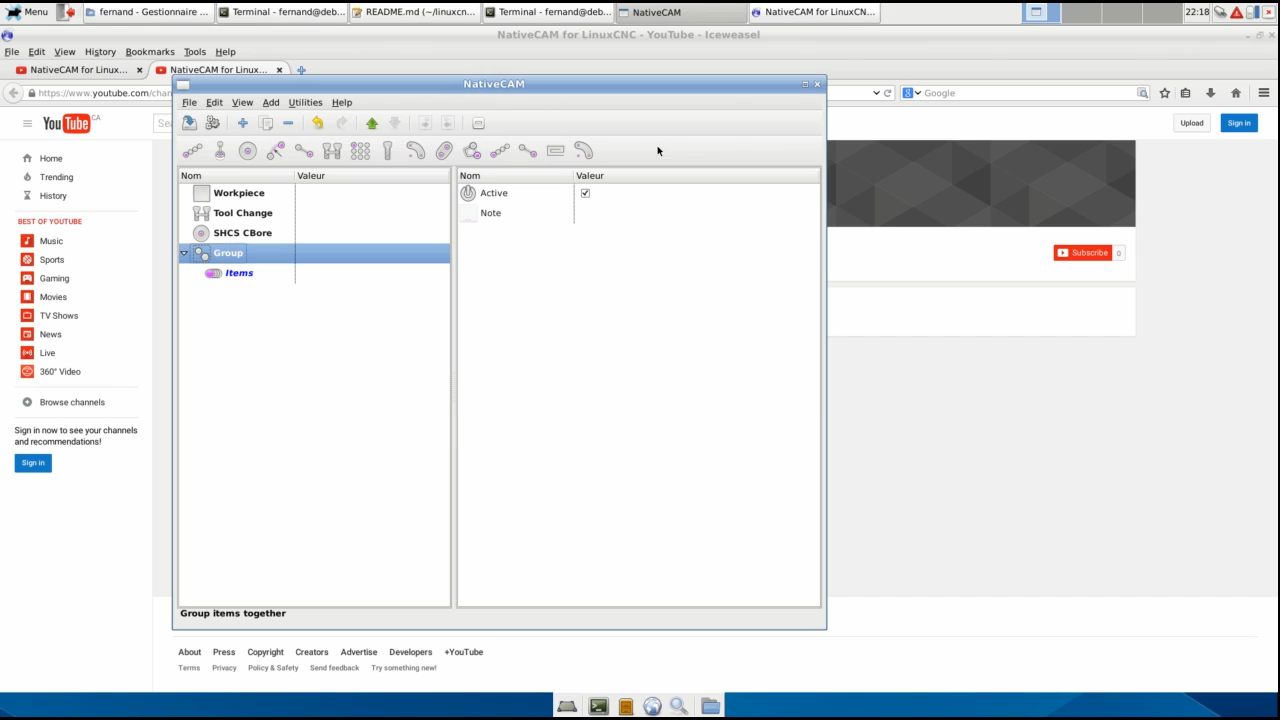 Menu fernand - Gestionnaire ... Terminal - fernand@deb... README.md (~/linuxcn... Terminal - fernand@deb... NativeCAM NativeCAM for LinuxCN... 22:18
NativeCAM for LinuxCNC - YouTube - Iceweasel
File Edit View History Bookmarks Tools Help
NativeCAM for Linux... NativeCAM for Linux...
NativeCAM
https://www.youtube.com/chan Google
File Edit View Add Utilities Help
YouTube CA Sea Upload Sign in
Home
Trending
History
BEST OF YOUTUBE
Music
Sports
Gaming
Movies
TV Shows
News
Live
360° Video
Browse channels
Sign in now to see your channels
and recommendations!
Sign in
Nom Valeur
Workpiece
Tool Change
SHCS CBore
Group
Items
Nom Valeur
Active
Note
Subscribe 0
Group items together
About Press Copyright Creators Advertise Developers +YouTube
Terms Privacy Policy & Safety Send feedback Try something new!